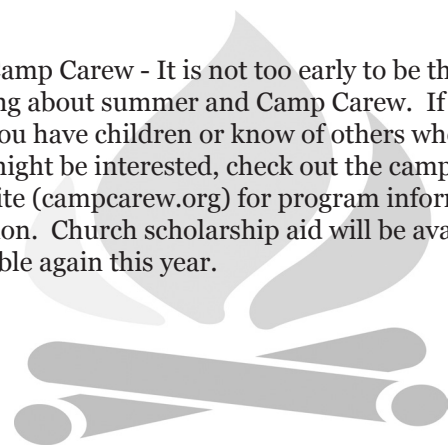 amp Carew - It is not too early to be th
ng about summer and Camp Carew.  If
ou have children or know of others wh
might be interested, check out the camp
ite (campcarew.org) for program infor
on.  Church scholarship aid will be ava
ble again this year.